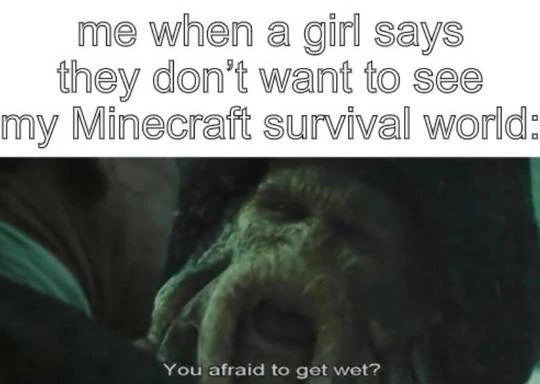 me when a girl says
they don't want to see
my Minecraft survival world:
You afraid to get wet?